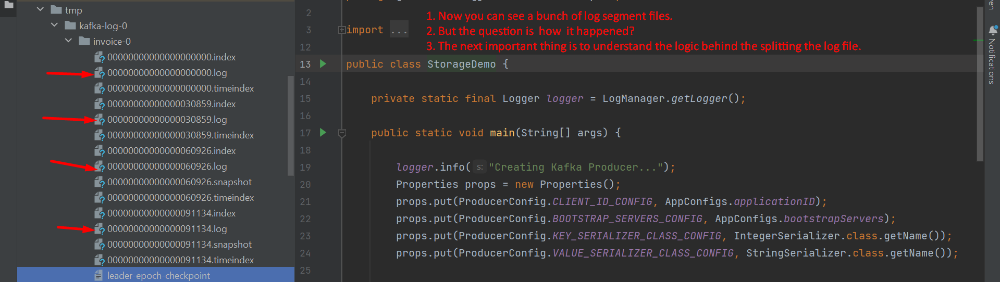 tmp
kafka-log-0
invoice-0
00000000000000000000.index
00000000000000000000.log
00000000000000000000.timeindex
00000000000000030859.index
00000000000000030859.log
00000000000000030859.timeindex
00000000000000060926.index
00000000000000060926.log
00000000000000060926.snapshot
00000000000000060926.timeindex
00000000000000091134.index
00000000000000091134.log
00000000000000091134.snapshot
00000000000000091134.timeindex
leader-epoch-checkpoint
1. Now you can see a bunch of log segment files.
2. But the question is how it happened?
3. The next important thing is to understand the logic behind the splitting the log file.
2
3 import ...
12
13 public class StorageDemo {
14
15 private static final Logger logger = LogManager.getLogger();
16
17 public static void main(String[] args) {
18
19 logger.info( s: "Creating Kafka Producer...");
20 Properties props = new Properties();
21 props.put(ProducerConfig.CLIENT_ID_CONFIG, AppConfigs.applicationID);
22 props.put(ProducerConfig.BOOTSTRAP_SERVERS_CONFIG, AppConfigs.bootstrapServers);
23 props.put(ProducerConfig.KEY_SERIALIZER_CLASS_CONFIG, IntegerSerializer.class.getName());
24 props.put(ProducerConfig.VALUE_SERIALIZER_CLASS_CONFIG, StringSerializer.class.getName());
25
Notifications